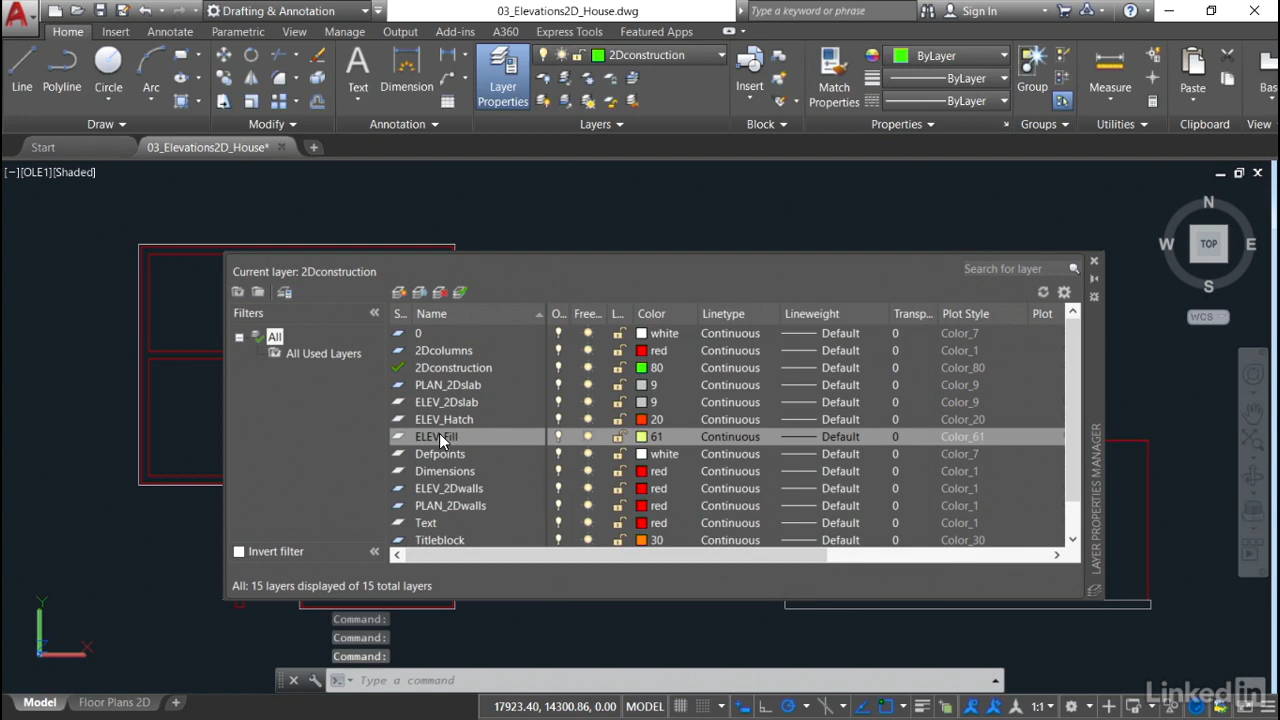 Drafting & Annotation
03_Elevations2D_House.dwg
Type a keyword or phrase
Sign In
Home
Insert
Annotate
Parametric
View
Manage
Output
Add-ins
A360
Express Tools
Featured Apps
Line
Polyline
Circle
Arc
Text
Dimension
Layer
Properties
2Dconstruction
Insert
Match
Properties
ByLayer
ByLayer
ByLayer
Group
Measure
Paste
Bas
Draw
Modify
Annotation
Layers
Block
Properties
Groups
Utilities
Clipboard
View
Start
03_Elevations2D_House*
[−][OLE1][Shaded]
N
W TOP E
S
WCS
Current layer: 2Dconstruction
Search for layer
Filters
All
All Used Layers
Invert filter
S... Name O... Free... L... Color Linetype Lineweight Transp... Plot Style Plot
0 white Continuous Default 0 Color_7
2Dcolumns red Continuous Default 0 Color_1
2Dconstruction 80 Continuous Default 0 Color_80
PLAN_2Dslab 9 Continuous Default 0 Color_9
ELEV_2Dslab 9 Continuous Default 0 Color_9
ELEV_Hatch 20 Continuous Default 0 Color_20
ELEV_Fill 61 Continuous Default 0 Color_61
Defpoints white Continuous Default 0 Color_7
Dimensions red Continuous Default 0 Color_1
ELEV_2Dwalls red Continuous Default 0 Color_1
PLAN_2Dwalls red Continuous Default 0 Color_1
Text red Continuous Default 0 Color_1
Titleblock 30 Continuous Default 0 Color_30
All: 15 layers displayed of 15 total layers
LAYER PROPERTIES MANAGER
Y
X
Command:
Command:
Command:
Type a command
Model
Floor Plans 2D
17923.40, 14300.86, 0.00
MODEL
1:1
Linked in